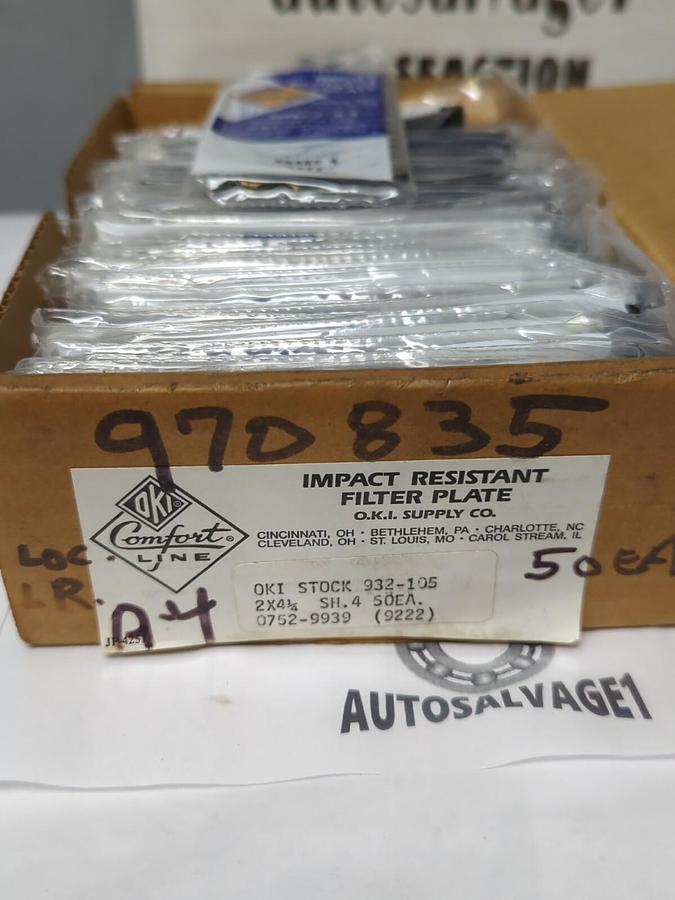 autosalvage1
970835
OKI
Comfort
LINE
IMPACT RESISTANT
FILTER PLATE
O.K.I. SUPPLY CO.
CINCINNATI, OH · BETHLEHEM, PA · CHARLOTTE, NC
CLEVELAND, OH · ST. LOUIS, MO · CAROL STREAM, IL
OKI STOCK 932-105
2X4¼ SH.4 50EA.
0752-9939 (9222)
LOC.
LR.
A4
50EA
AUTOSALVAGE1